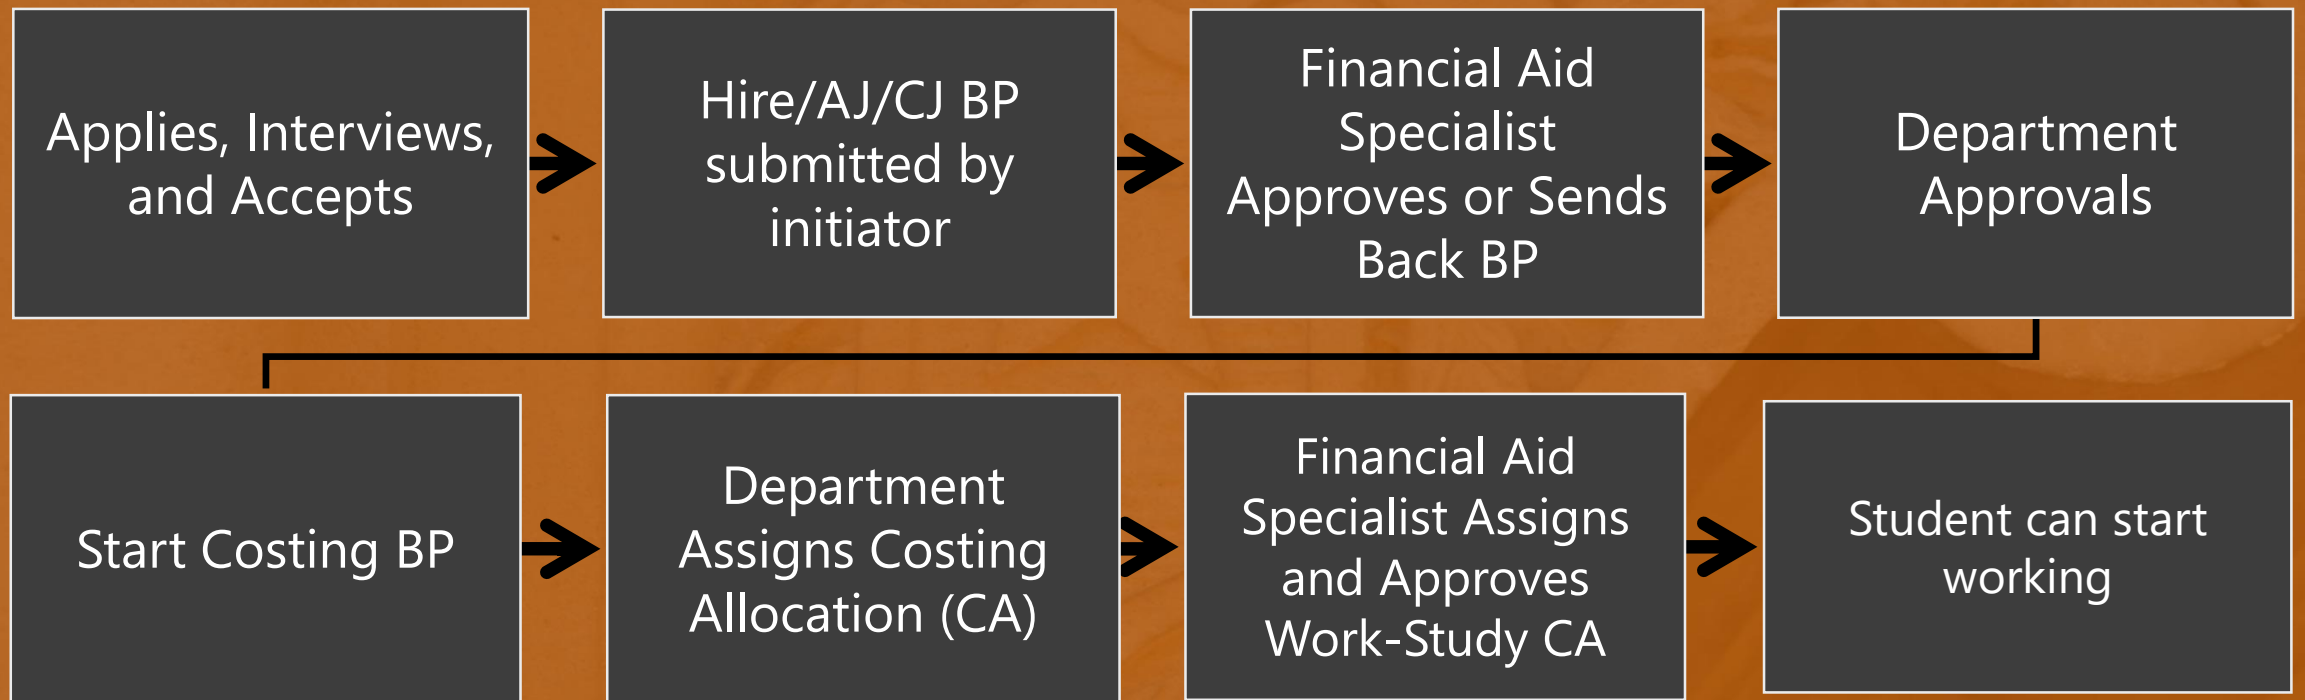 Applies, Interviews,
and Accepts
Hire/AJ/CJ BP
submitted by
initiator
Financial Aid
Specialist
Approves or Sends
Back BP
Department
Approvals
Start Costing BP
Department
Assigns Costing
Allocation (CA)
Financial Aid
Specialist Assigns
and Approves
Work-Study CA
Student can start
working